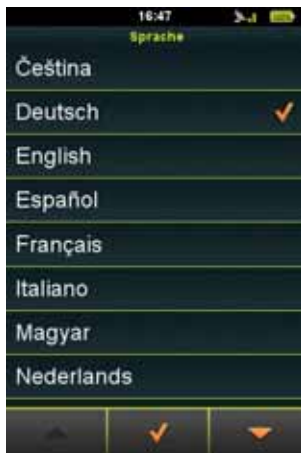 16:47
Sprache
Čeština
Deutsch
English
Español
Français
Italiano
Magyar
Nederlands